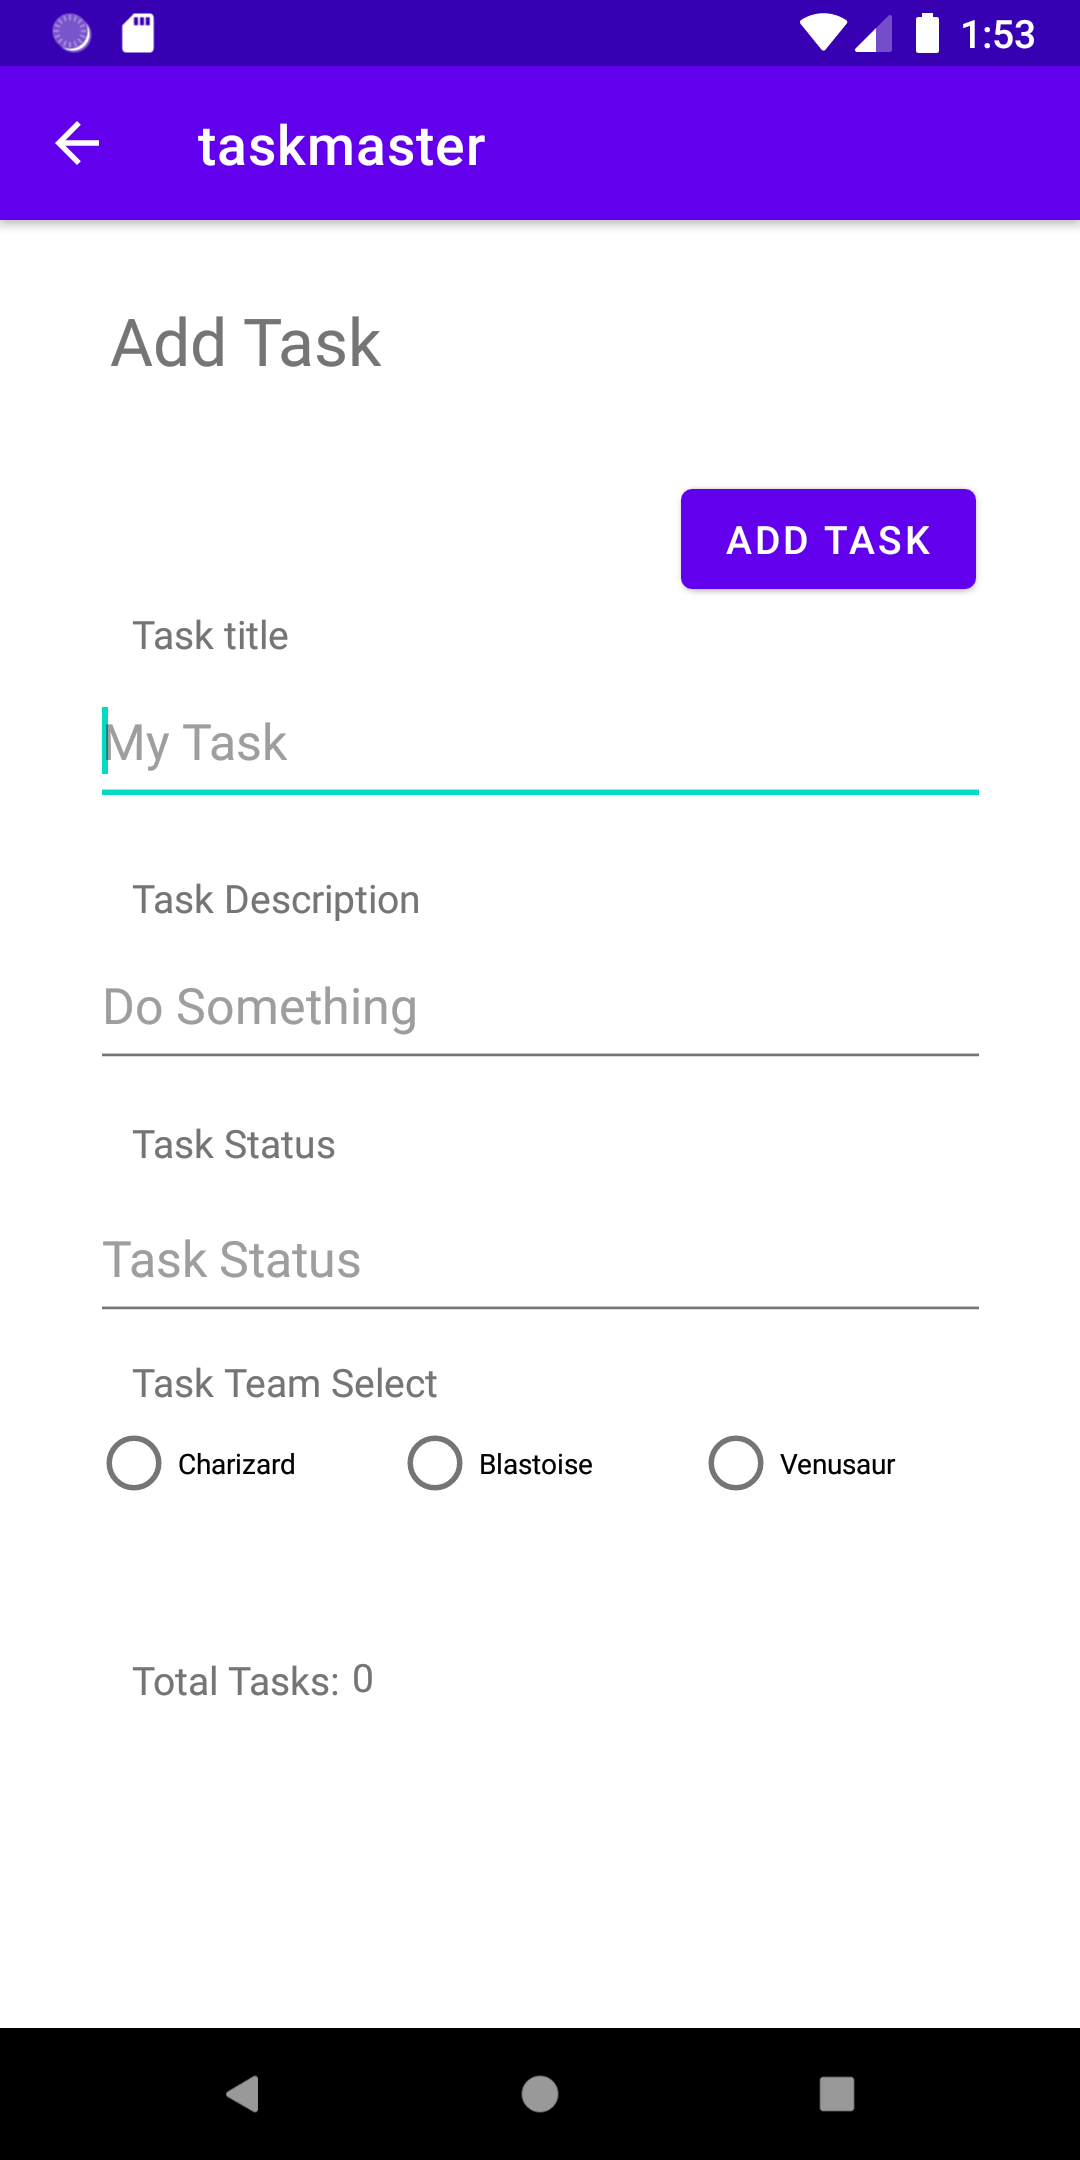 1:53
taskmaster
Add Task
ADD TASK
Task title
My Task
Task Description
Do Something
Task Status
Task Status
Task Team Select
Charizard Blastoise Venusaur
Total Tasks: 0